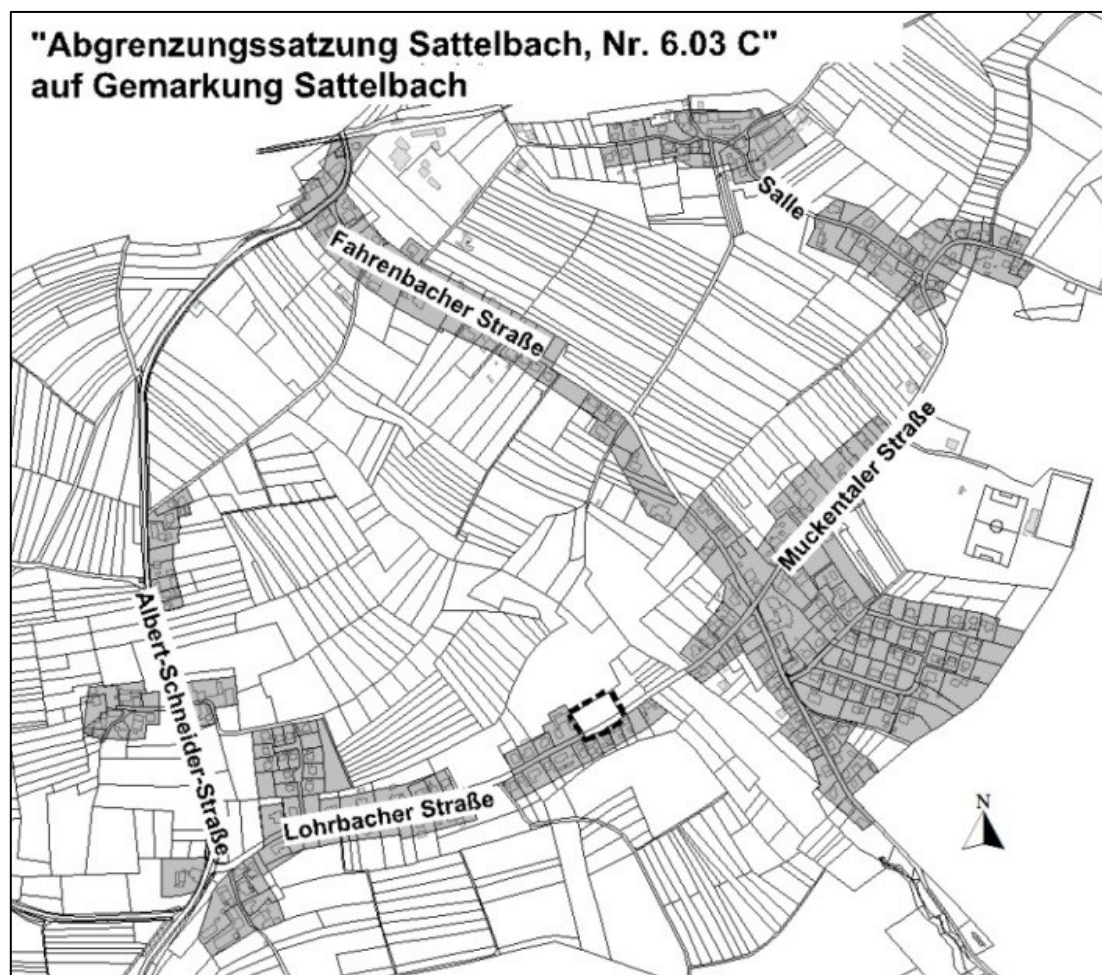 "Abgrenzungssatzung Sattelbach, Nr. 6.03 C"
auf Gemarkung Sattelbach
Salle
Fahrenbacher Straße
Muckentaler Straße
Albert-Schneider-Straße
Lohrbacher Straße
N